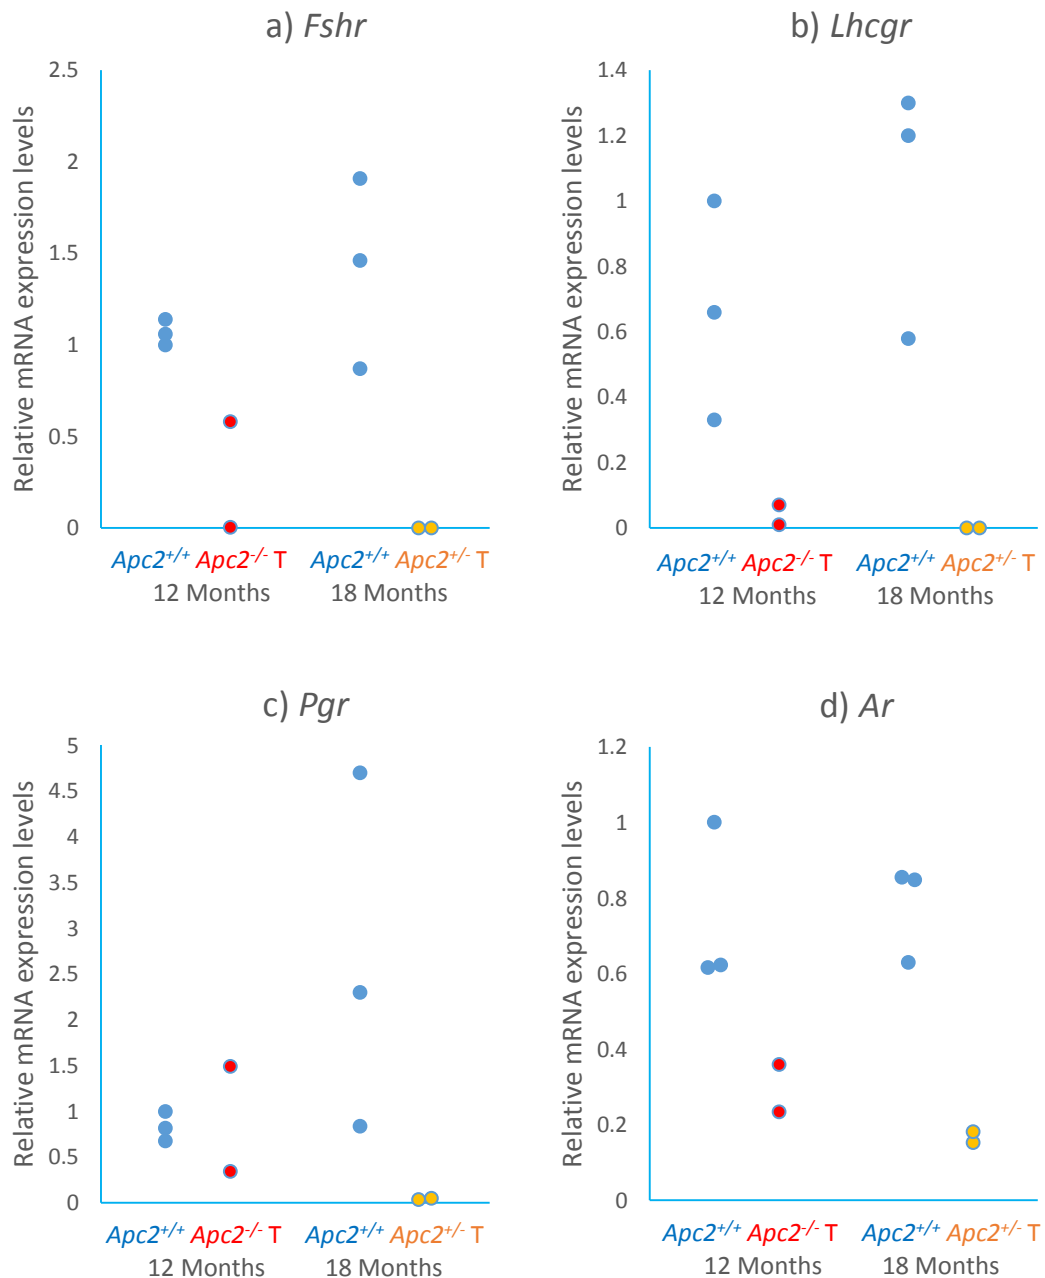 a) Fshr
Relative mRNA expression levels
2.5
2
1.5
1
0.5
0
Apc2+/+ Apc2-/- T Apc2+/+ Apc2+/- T
12 Months 18 Months
b) Lhcgr
Relative mRNA expression levels
1.4
1.2
1
0.8
0.6
0.4
0.2
0
Apc2+/+ Apc2-/- T Apc2+/+ Apc2+/- T
12 Months 18 Months
c) Pgr
Relative mRNA expression levels
5
4.5
4
3.5
3
2.5
2
1.5
1
0.5
0
Apc2+/+ Apc2-/- T Apc2+/+ Apc2+/- T
12 Months 18 Months
d) Ar
Relative mRNA expression levels
1.2
1
0.8
0.6
0.4
0.2
0
Apc2+/+ Apc2-/- T Apc2+/+ Apc2+/- T
12 Months 18 Months